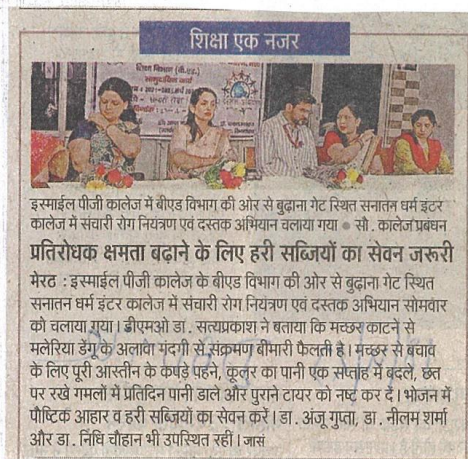 शिक्षा एक नजर
शिक्षा विभाग (बी.एड.)
सामुदायिक कार्य
इस्माईल पीजी कालेज में बीएड विभाग की ओर से बुढ़ाना गेट स्थित सनातन धर्म इंटर
कालेज में संचारी रोग नियंत्रण एवं दस्तक अभियान चलाया गया ● सौ. कालेज प्रबंधन
प्रतिरोधक क्षमता बढ़ाने के लिए हरी सब्जियों का सेवन जरूरी
मेरठ : इस्माईल पीजी कालेज के बीएड विभाग की ओर से बुढ़ाना गेट स्थित
सनातन धर्म इंटर कालेज में संचारी रोग नियंत्रण एवं दस्तक अभियान सोमवार
को चलाया गया। डीएमओ डा. सत्यप्रकाश ने बताया कि मच्छर काटने से
मलेरिया डेंगू के अलावा गंदगी से संक्रमण बीमारी फैलती है। मच्छर से बचाव
के लिए पूरी आस्तीन के कपड़े पहने, कूलर का पानी एक सप्ताह में बदले, छत
पर रखे गमलों में प्रतिदिन पानी डाले और पुराने टायर को नष्ट कर दें। भोजन में
पौष्टिक आहार व हरी सब्जियों का सेवन करें। डा. अंजू गुप्ता, डा. नीलम शर्मा
और डा. निधि चौहान भी उपस्थित रहीं। जासं